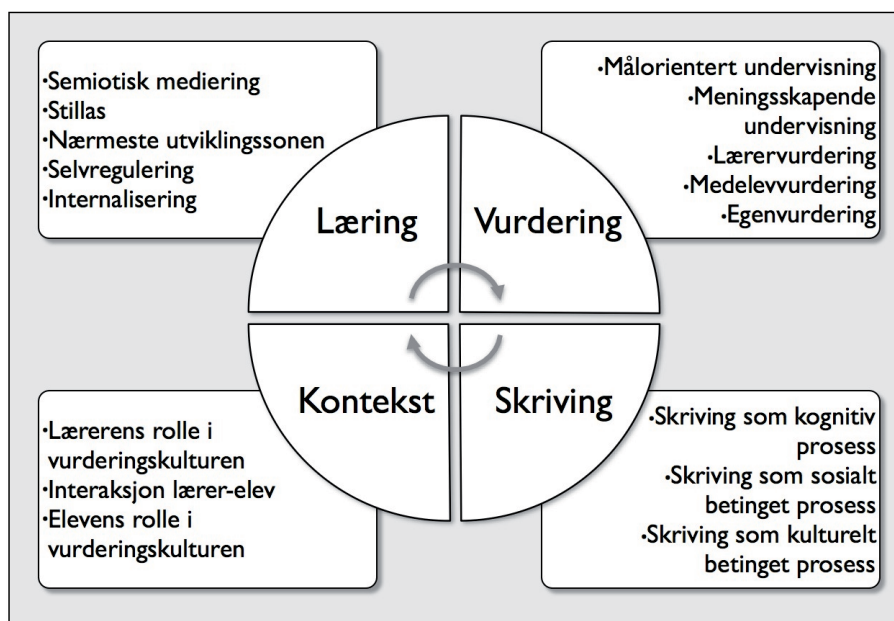 •Semiotisk mediering
•Stillas
•Nærmeste utviklingssonen
•Selvregulering
•Internalisering
•Målorientert undervisning
•Meningsskapende
undervisning
•Lærervurdering
•Medelevvurdering
•Egenvurdering
Læring
Vurdering
Kontekst
Skriving
•Lærerens rolle i
vurderingskulturen
•Interaksjon lærer-elev
•Elevens rolle i
vurderingskulturen
•Skriving som kognitiv
prosess
•Skriving som sosialt
betinget prosess
•Skriving som kulturelt
betinget prosess